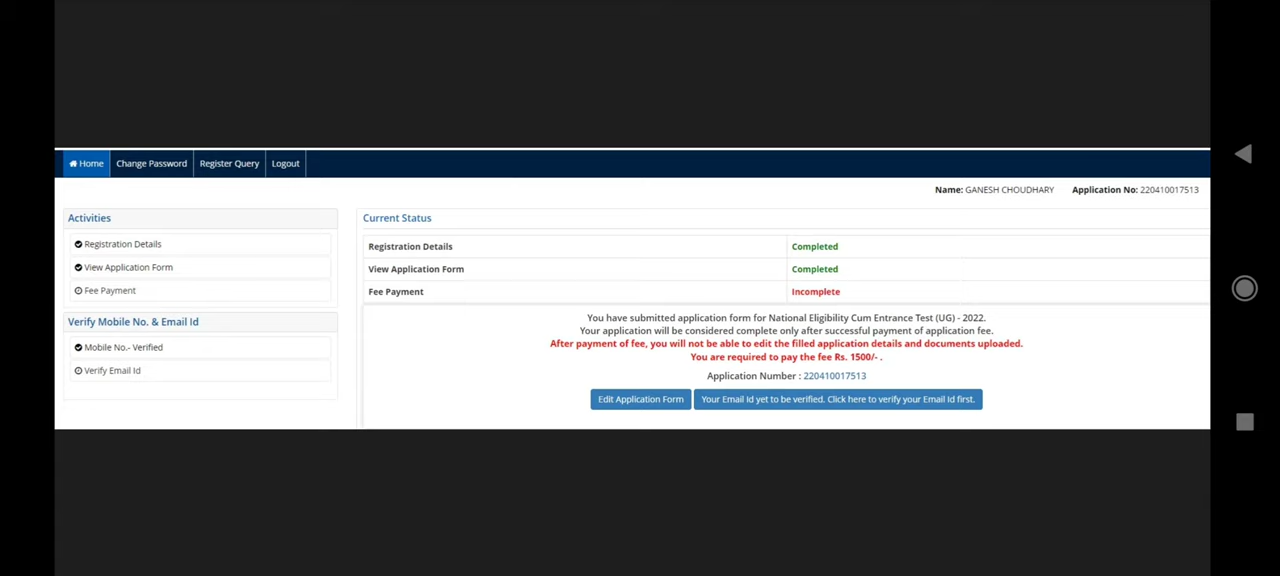 Home Change Password Register Query Logout
Name: GANESH CHOUDHARY Application No: 220410017513
Activities
Registration Details
View Application Form
Fee Payment
Verify Mobile No. & Email Id
Mobile No.- Verified
Verify Email Id
Current Status
Registration Details Completed
View Application Form Completed
Fee Payment Incomplete
You have submitted application form for National Eligibility Cum Entrance Test (UG) - 2022.
Your application will be considered complete only after successful payment of application fee.
After payment of fee, you will not be able to edit the filled application details and documents uploaded.
You are required to pay the fee Rs. 1500/- .
Application Number : 220410017513
Edit Application Form Your Email Id yet to be verified. Click here to verify your Email Id first.